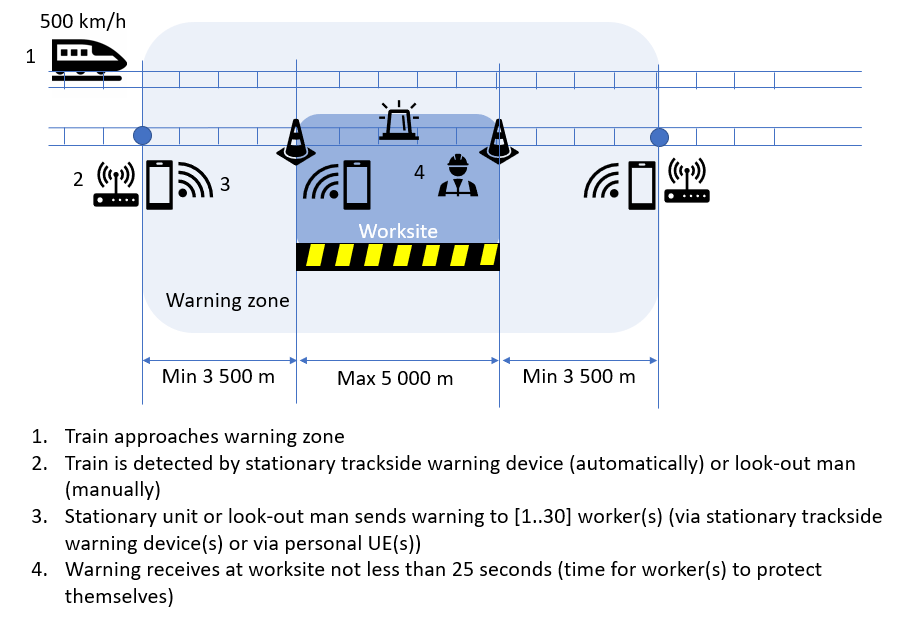 500 km/h
1
2
3
4
Worksite
Warning zone
Min 3 500 m
Max 5 000 m
Min 3 500 m
1. Train approaches warning zone
2. Train is detected by stationary trackside warning device (automatically) or look-out man
(manually)
3. Stationary unit or look-out man sends warning to [1..30] worker(s) (via stationary trackside
warning device(s) or via personal UE(s))
4. Warning receives at worksite not less than 25 seconds (time for worker(s) to protect
themselves)